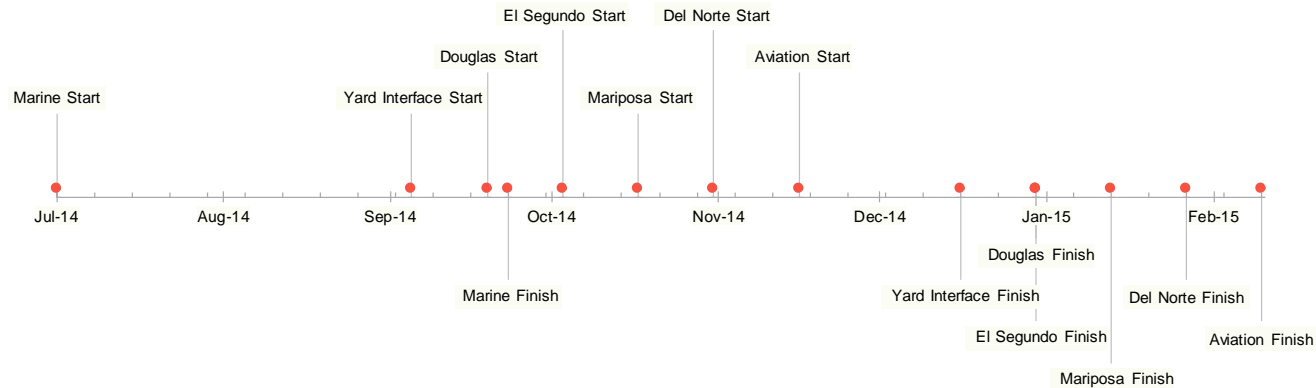 El Segundo Start
Del Norte Start
Douglas Start
Aviation Start
Marine Start
Yard Interface Start
Mariposa Start
Jul-14
Aug-14
Sep-14
Oct-14
Nov-14
Dec-14
Jan-15
Feb-15
Douglas Finish
Marine Finish
Yard Interface Finish
Del Norte Finish
El Segundo Finish
Aviation Finish
Mariposa Finish